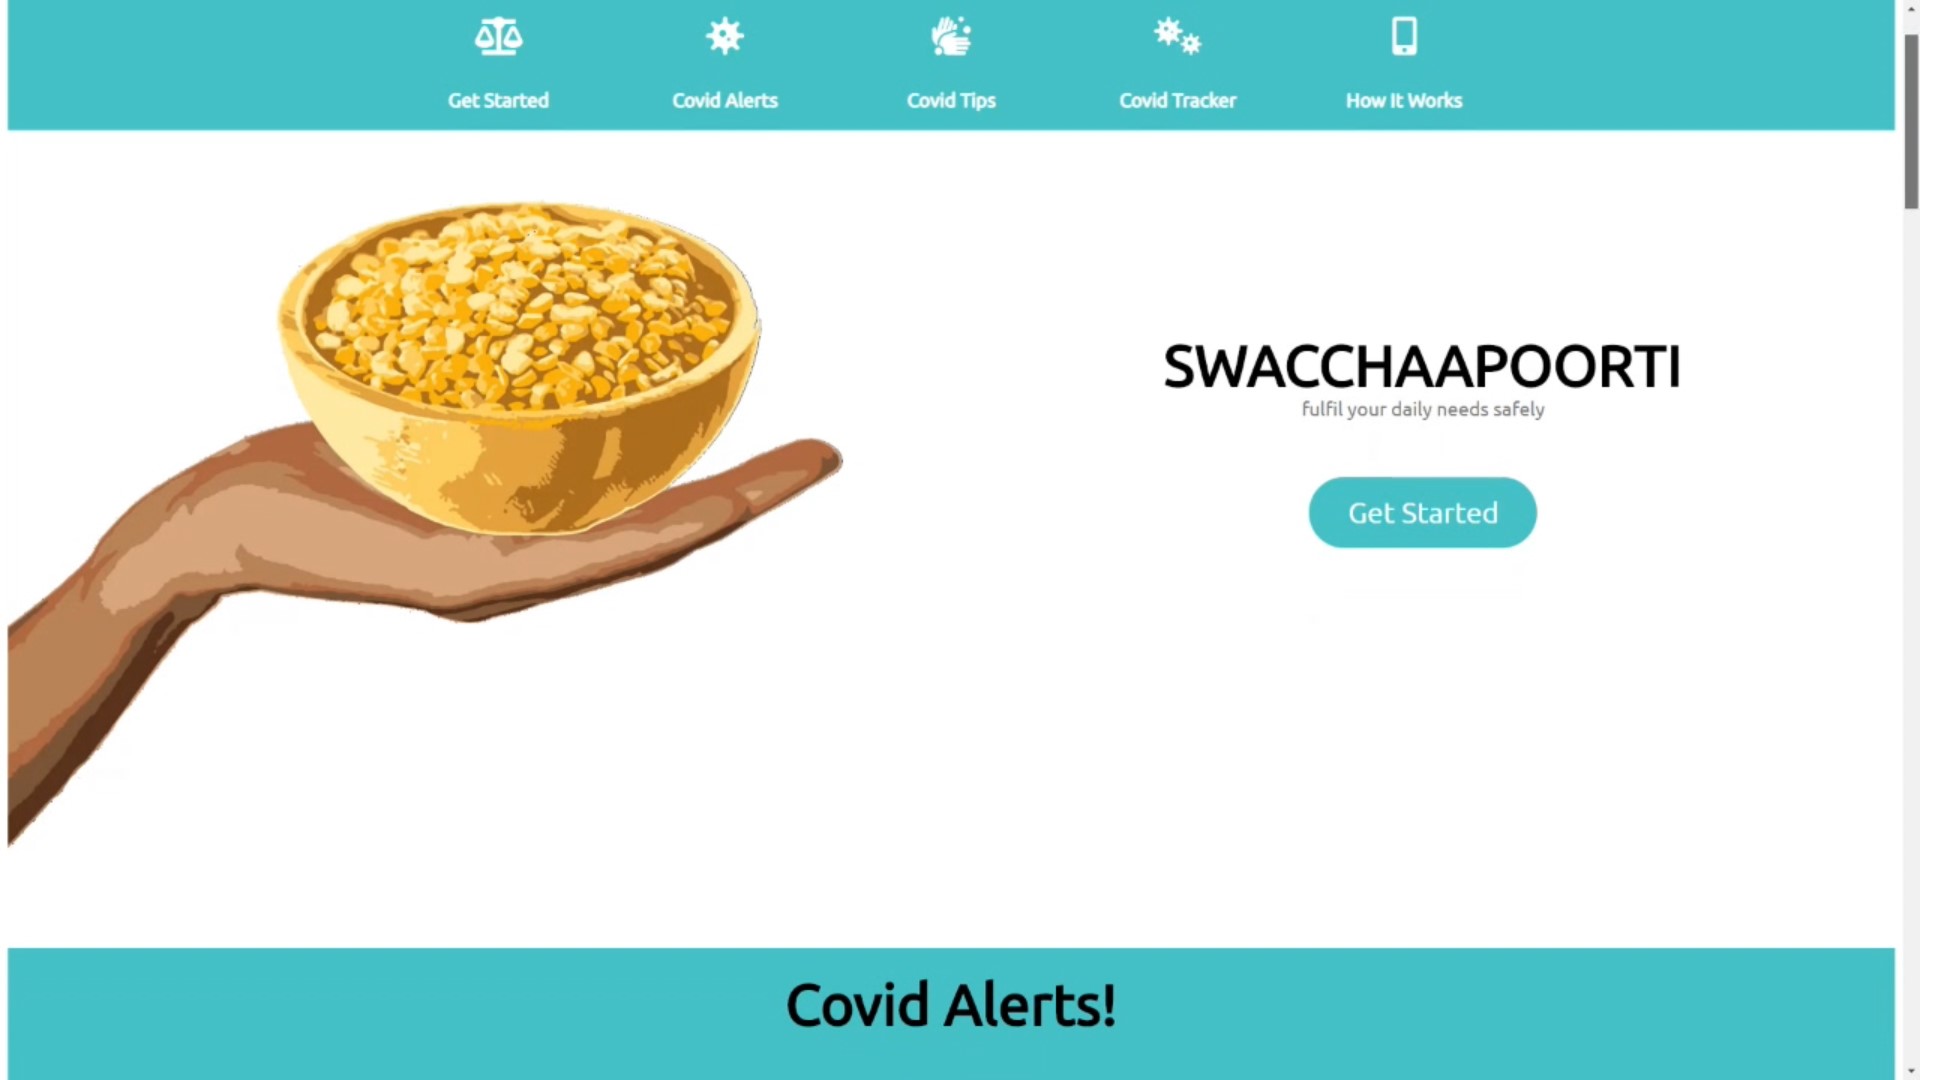 Get Started
Covid Alerts
Covid Tips
Covid Tracker
How It Works
SWACCHAAPOORTI
fulfil your daily needs safely
Get Started
Covid Alerts!